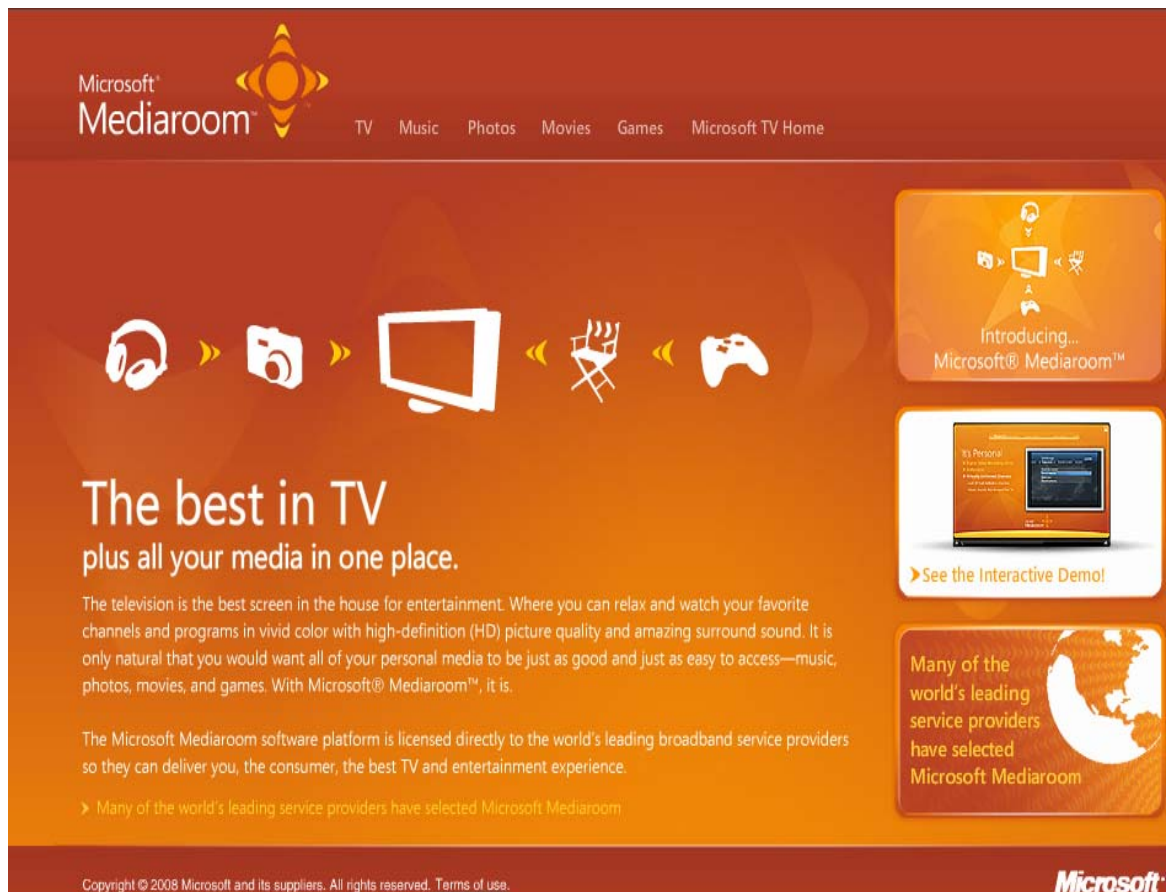 Microsoft®
Mediaroom™
TV Music Photos Movies Games Microsoft TV Home
Introducing...
Microsoft® Mediaroom™
It's Personal
See the Interactive Demo!
The best in TV
plus all your media in one place.
The television is the best screen in the house for entertainment. Where you can relax and watch your favorite
channels and programs in vivid color with high-definition (HD) picture quality and amazing surround sound. It is
only natural that you would want all of your personal media to be just as good and just as easy to access—music,
photos, movies, and games. With Microsoft® Mediaroom™, it is.
The Microsoft Mediaroom software platform is licensed directly to the world's leading broadband service providers
so they can deliver you, the consumer, the best TV and entertainment experience.
Many of the world's leading service providers have selected Microsoft Mediaroom
Many of the
world's leading
service providers
have selected
Microsoft Mediaroom
Copyright © 2008 Microsoft and its suppliers. All rights reserved. Terms of use.
Microsoft